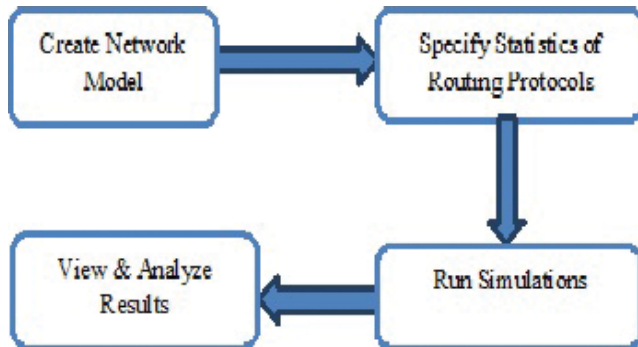 Create Network
Model
Specify Statistics of
Routing Protocols
Run Simulations
View & Analyze
Results